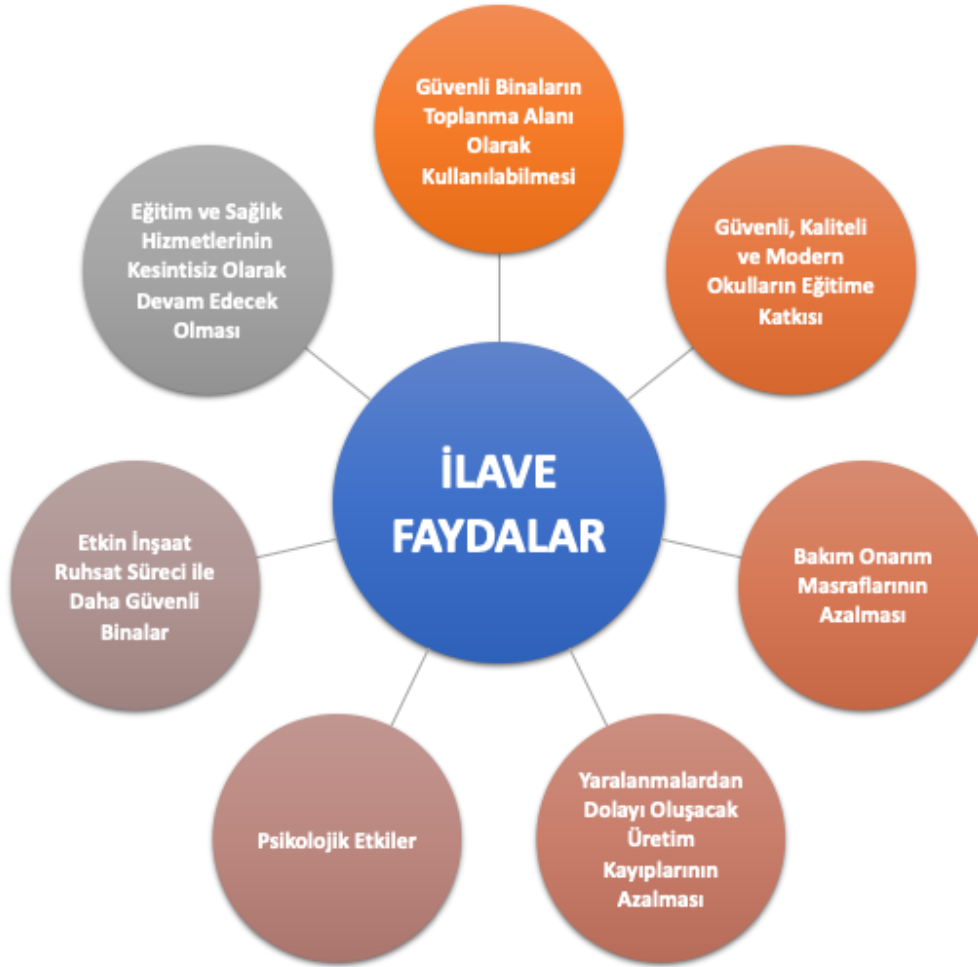 Güvenli Binaların
Toplanma Alanı
Olarak
Kullanılabilmesi
Güvenli, Kaliteli
ve Modern
Okulların Eğitime
Katkısı
Bakım Onarım
Masraflarının
Azalması
Yaralanmalardan
Dolayı Oluşacak
Üretim
Kayıplarının
Azalması
Psikolojik Etkiler
Etkin İnşaat
Ruhsat Süreci ile
Daha Güvenli
Binalar
Eğitim ve Sağlık
Hizmetlerinin
Kesintisiz Olarak
Devam Edecek
Olması
İLAVE
FAYDALAR